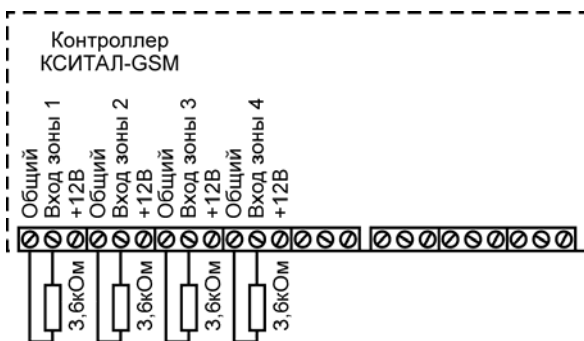 Контроллер
КСИТАЛ-GSM
Общий
Вход зоны 1
+12В
Общий
Вход зоны 2
+12В
Общий
Вход зоны 3
+12В
Общий
Вход зоны 4
+12В
3,6кОм
3,6кОм
3,6кОм
3,6кОм